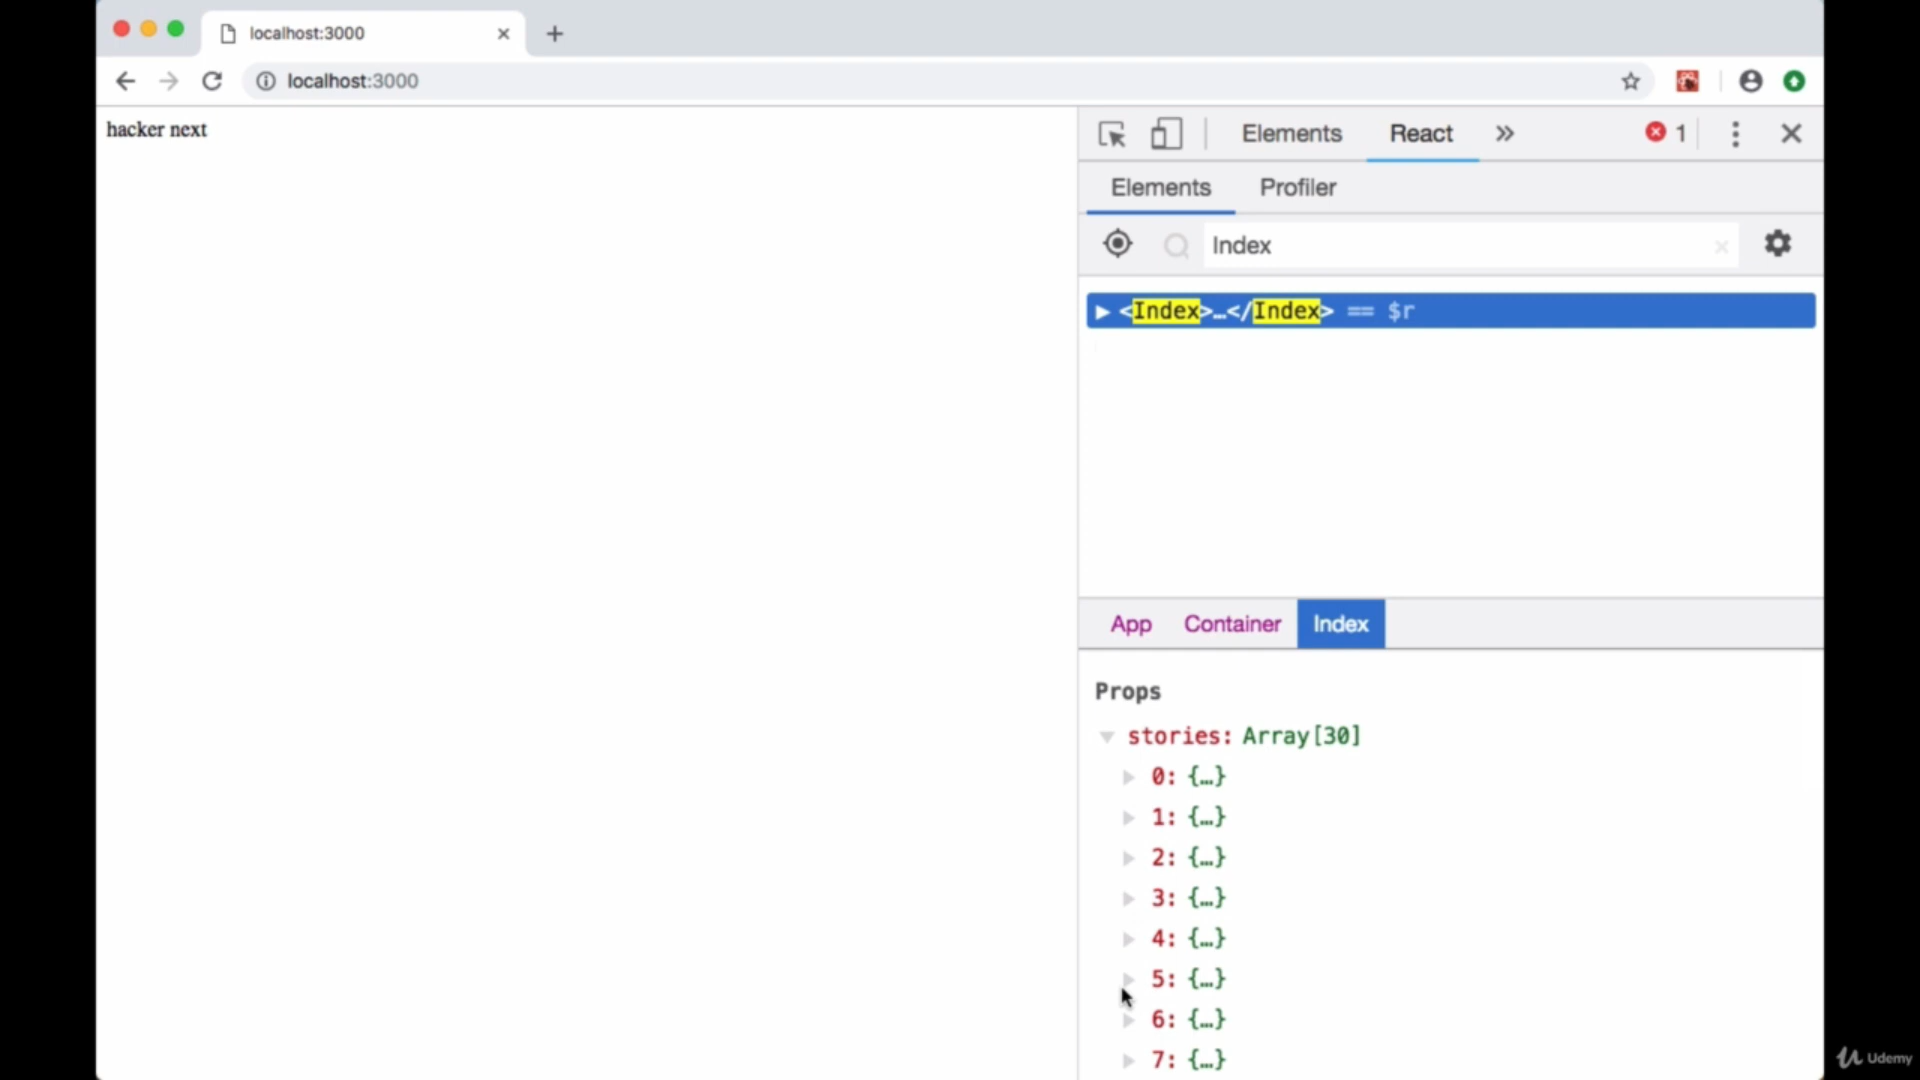 localhost:3000
localhost:3000
hacker next
Elements React » 1
Elements Profiler
Index
<Index>…</Index> == $r
App Container Index
Props
stories: Array[30]
0: {…}
1: {…}
2: {…}
3: {…}
4: {…}
5: {…}
6: {…}
7: {…}
Udemy